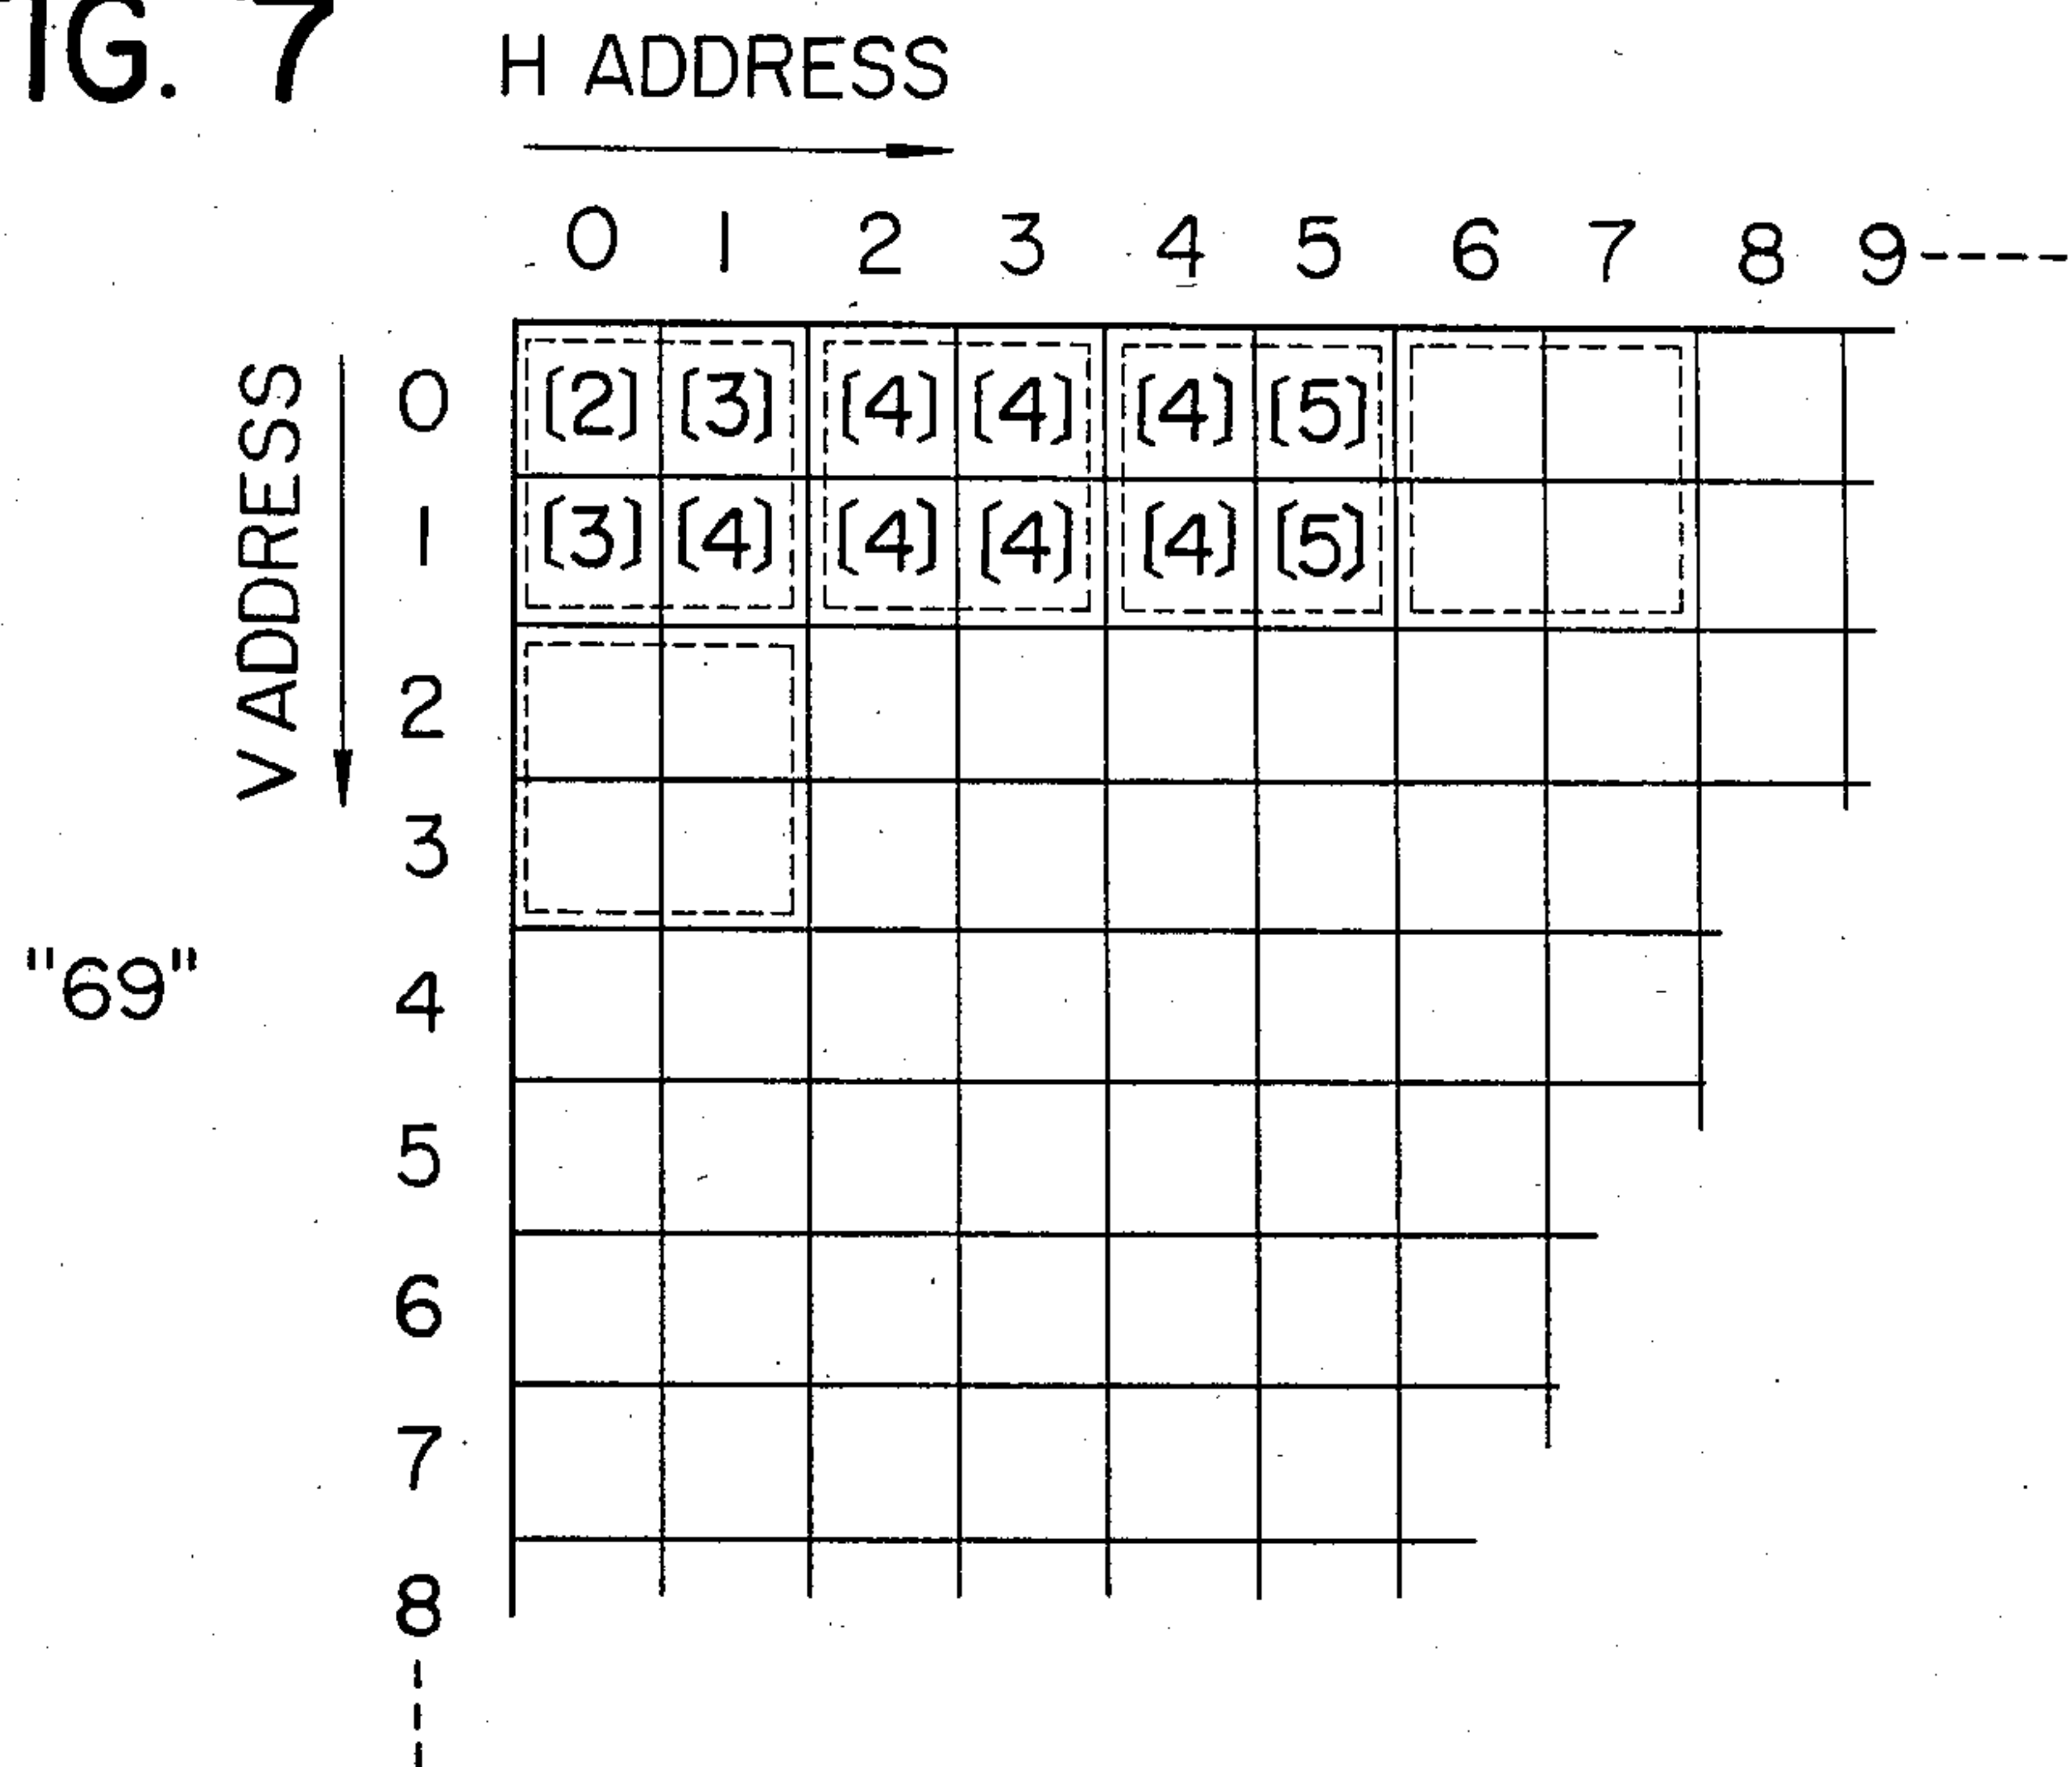 FIG. 7
H ADDRESS
0 1 2 3 4 5 6 7 8 9----
V ADDRESS
0 (2) (3) (4) (4) (4) (5)
1 (3) (4) (4) (4) (4) (5)
2
3
"69"
4
5
6
7
8